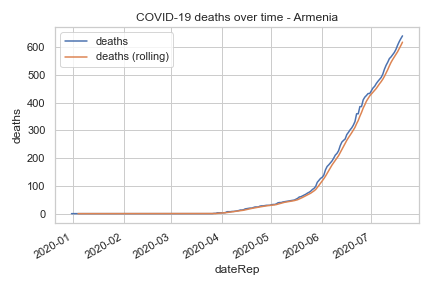 COVID-19 deaths over time - Armenia
deaths
deaths (rolling)
600
500
400
300
200
100
0
deaths
2020-01
2020-02
2020-03
2020-04
2020-05
2020-06
2020-07
dateRep